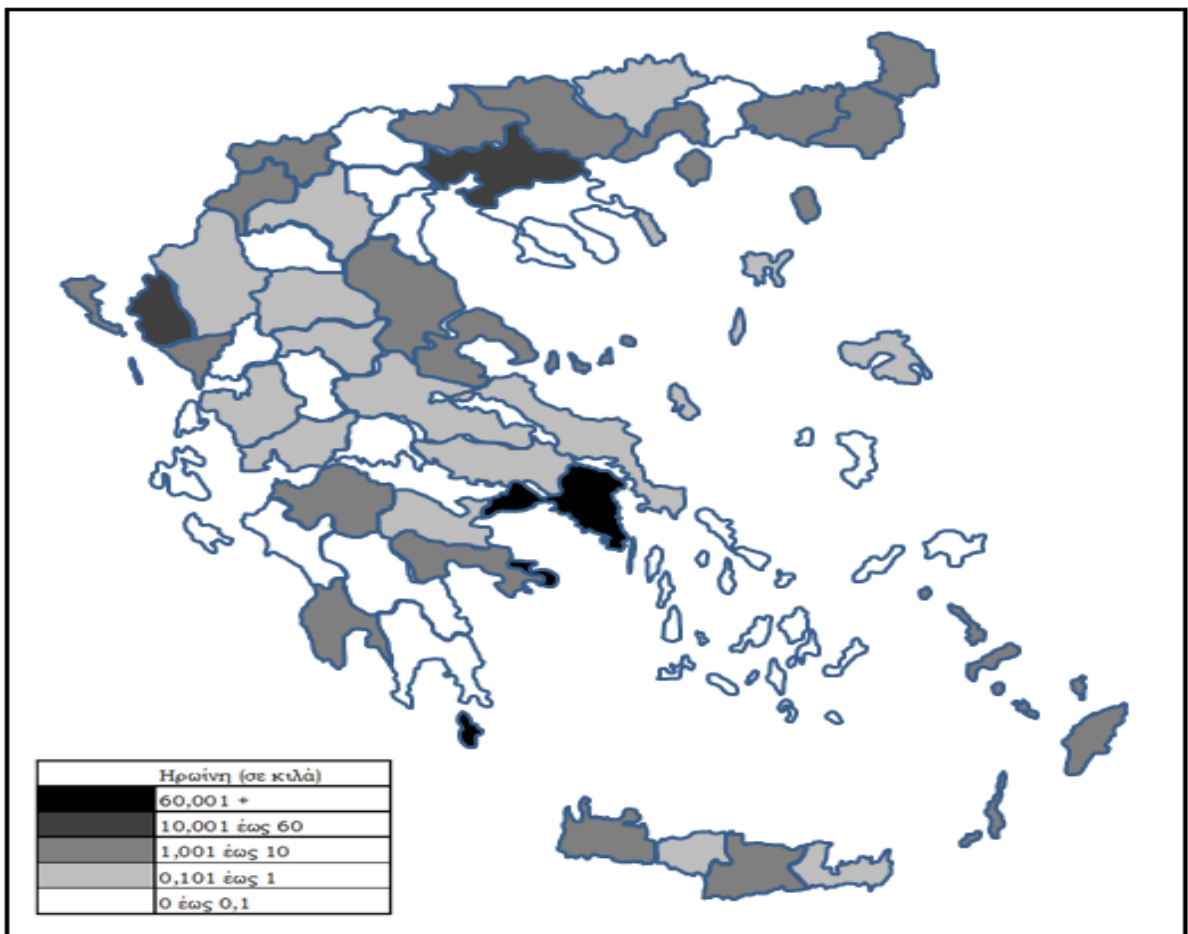 Ηρωίνη (σε κιλά)
60,001 +
10,001 έως 60
1,001 έως 10
0,101 έως 1
0 έως 0,1